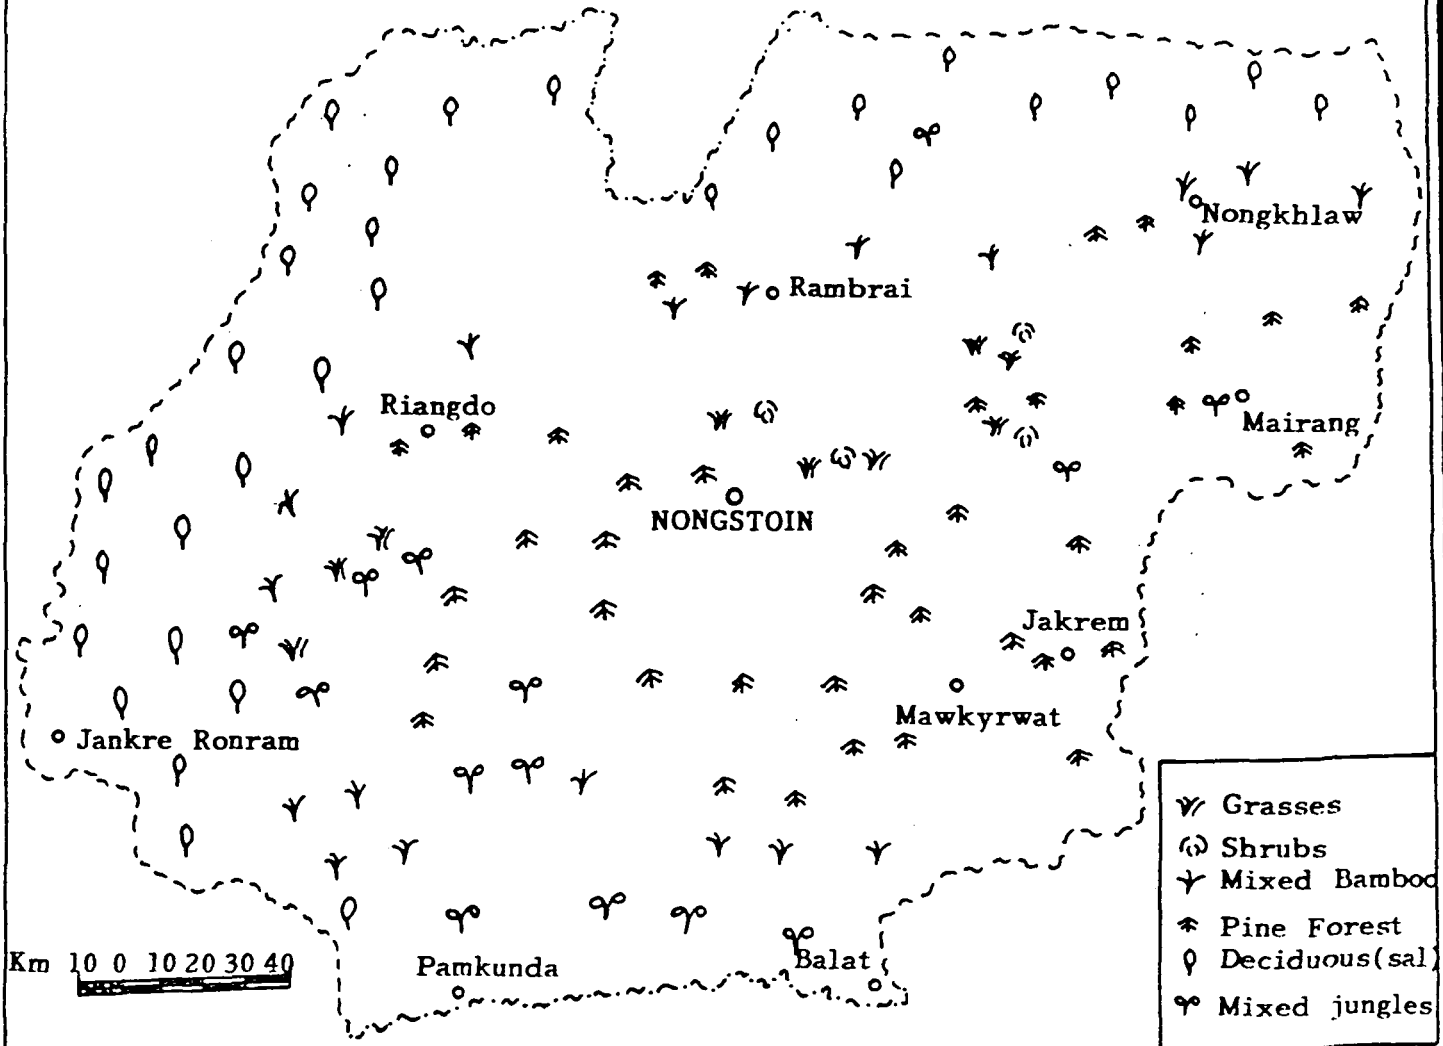 Nongkhlaw
Rambrai
Riangdo
Mairang
NONGSTOIN
Jakrem
Mawkyrwat
Jankre Ronram
Grasses
Shrubs
Mixed Bamboo
Pine Forest
Deciduous(sal)
Mixed jungles
Km 10 0 10 20 30 40
Pamkunda
Balat